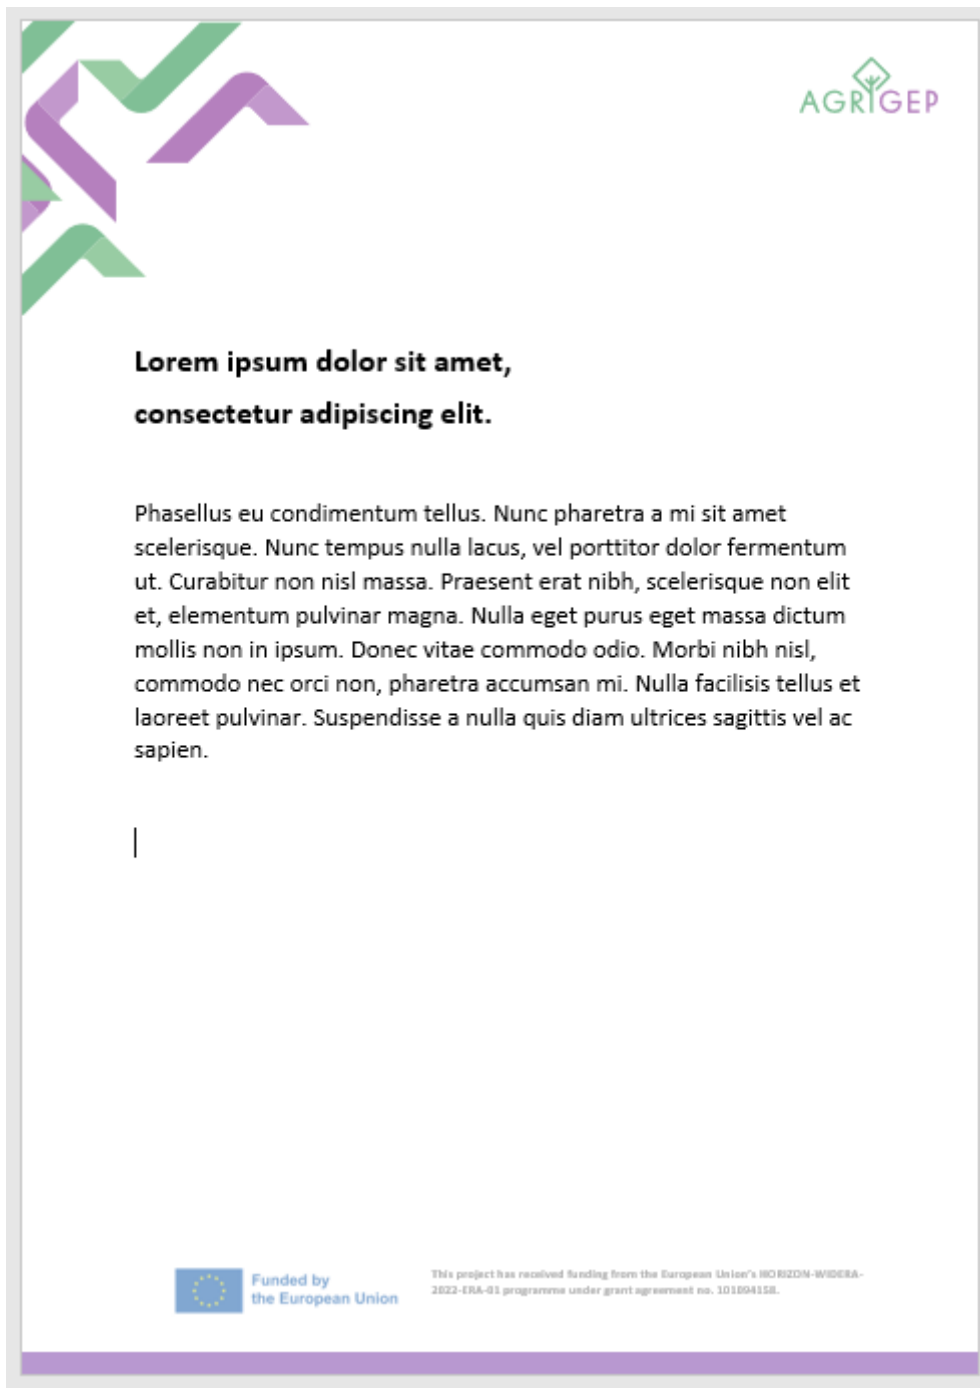 AGRIGEP
Lorem ipsum dolor sit amet,
consectetur adipiscing elit.
Phasellus eu condimentum tellus. Nunc pharetra a mi sit amet
scelerisque. Nunc tempus nulla lacus, vel porttitor dolor fermentum
ut. Curabitur non nisl massa. Praesent erat nibh, scelerisque non elit
et, elementum pulvinar magna. Nulla eget purus eget massa dictum
mollis non in ipsum. Donec vitae commodo odio. Morbi nibh nisl,
commodo nec orci non, pharetra accumsan mi. Nulla facilisis tellus et
laoreet pulvinar. Suspendisse a nulla quis diam ultrices sagittis vel ac
sapien.
Funded by
the European Union
This project has received funding from the European Union's HORIZON-WIDERA-
2022-ERA-01 programme under grant agreement no. 101094158.